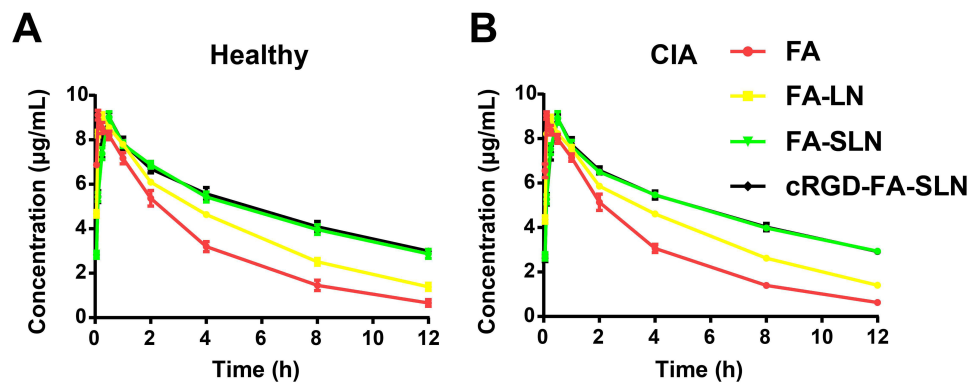 A
Healthy
Concentration (µg/mL)
10
8
6
4
2
0
0 2 4 6 8 10 12
Time (h)
B
CIA
Concentration (µg/mL)
10
8
6
4
2
0
0 2 4 6 8 10 12
Time (h)
FA
FA-LN
FA-SLN
cRGD-FA-SLN